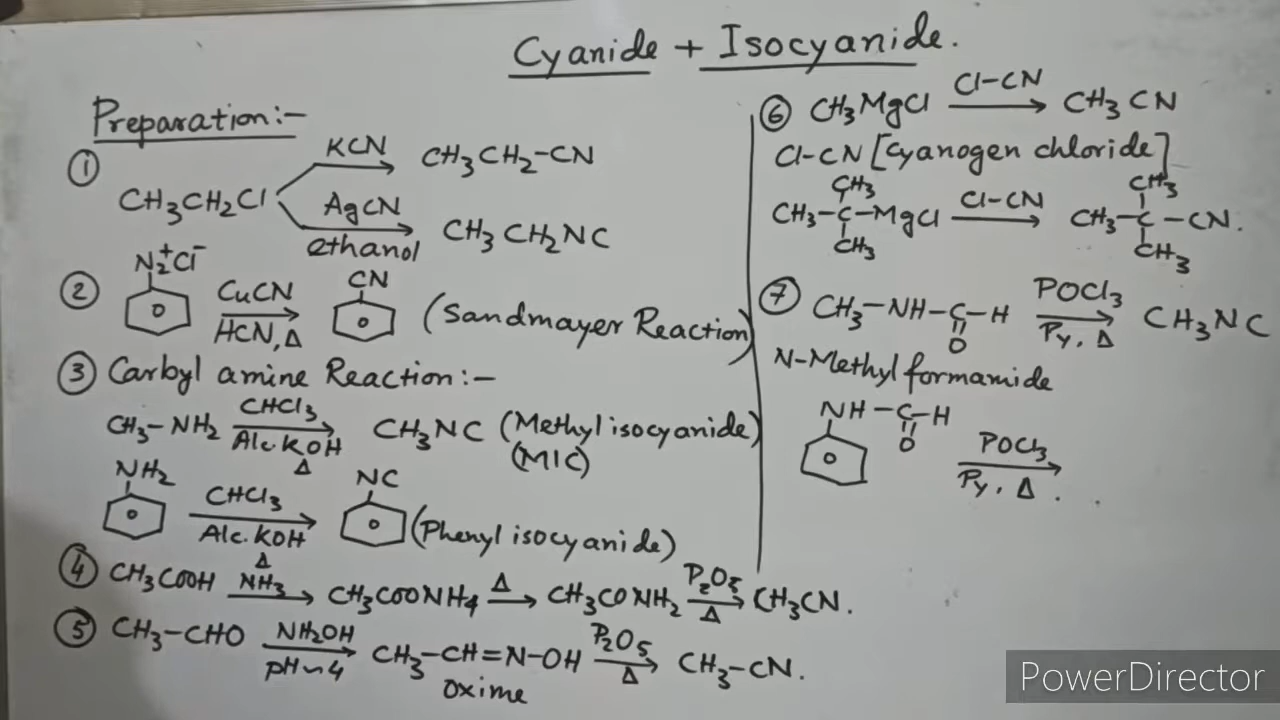 Cyanide + Isocyanide.
Preparation:-
①
CH3CH2Cl
KCN
CH3CH2-CN
AgCN
ethanol
CH3CH2NC
②
N2+Cl-
CuCN
HCN, Δ
CN
(Sandmayer Reaction)
③ Carbyl amine Reaction:-
CH3-NH2
CHCl3
Alc.KOH
Δ
CH3NC (Methyl isocyanide)
(MIC)
NH2
CHCl3
Alc.KOH
Δ
NC
(Phenyl isocyanide)
④ CH3COOH NH3 → CH3COONH4 Δ → CH3CONH2 P2O5 Δ → CH3CN.
⑤ CH3-CHO NH2OH pH~4 → CH3-CH=N-OH P2O5 Δ → CH3-CN.
oxime
⑥ CH3MgCl Cl-CN → CH3CN
Cl-CN [Cyanogen chloride]
CH3 CH3
CH3-C-MgCl Cl-CN → CH3-C-CN.
CH3 CH3
⑦ CH3-NH-C-H POCl3 Py, Δ → CH3NC
O
N-Methyl formamide
NH-C-H
O
POCl3
Py, Δ.
PowerDirector